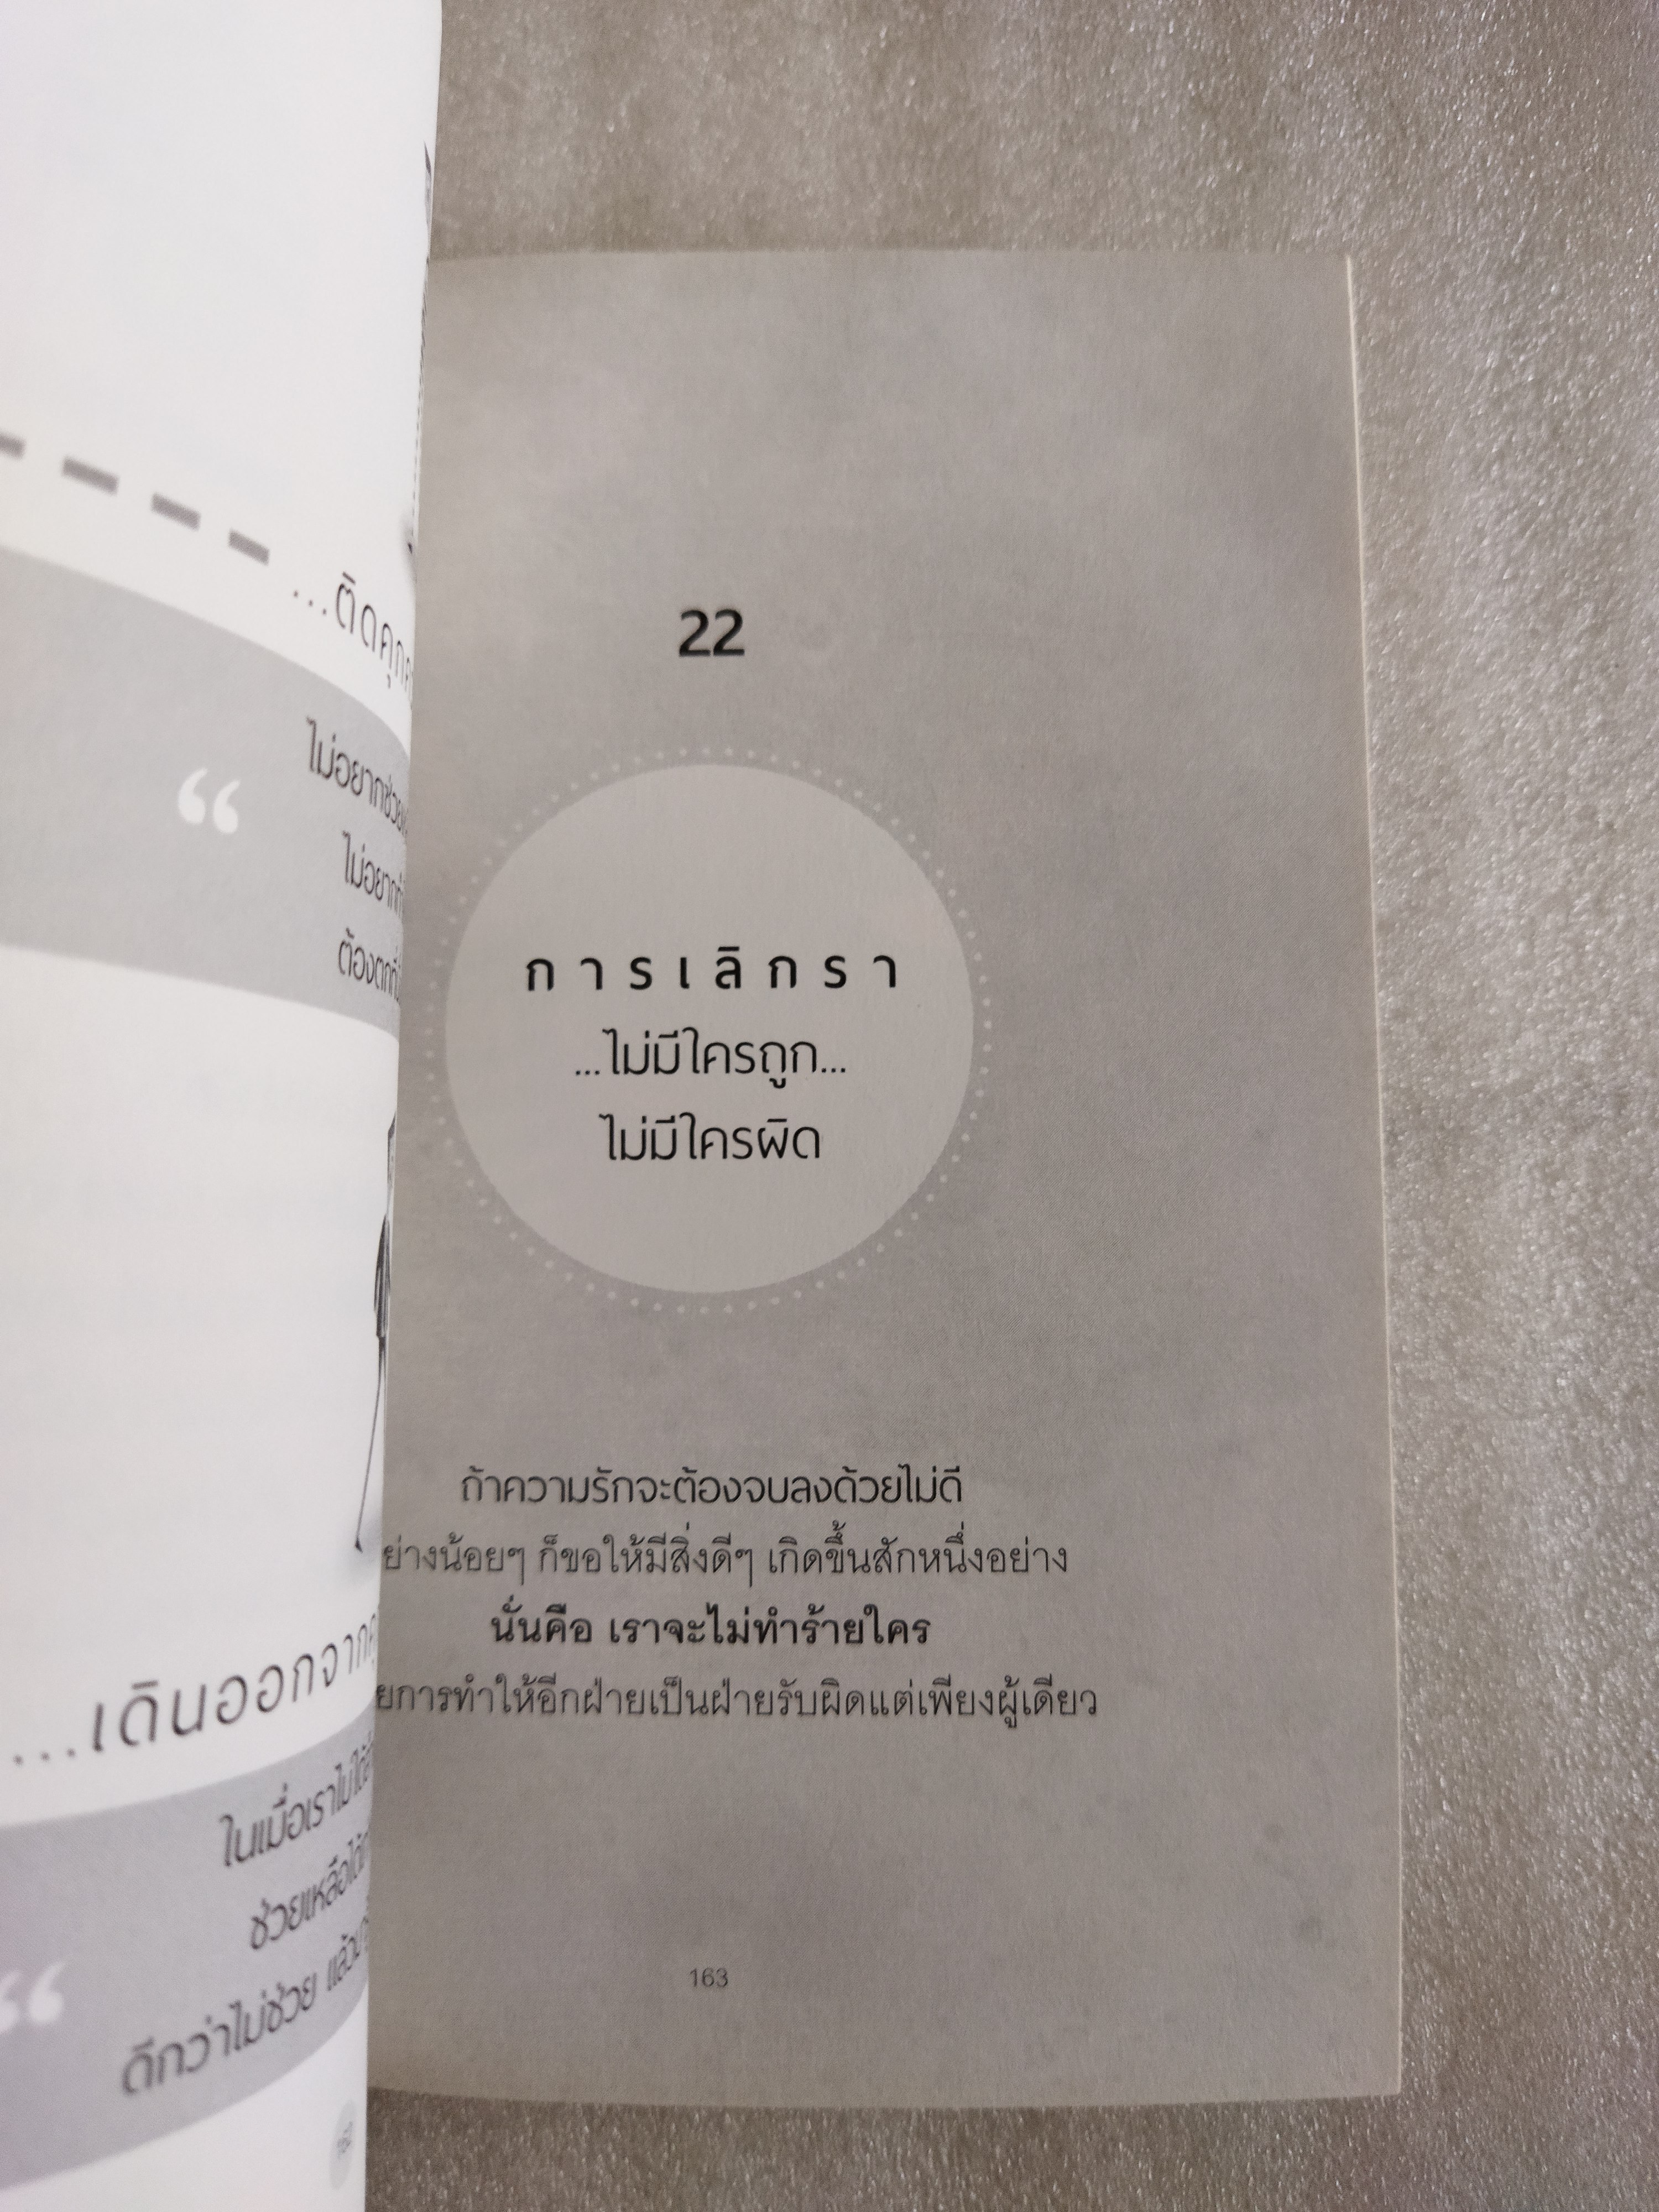 ...ติดคุก
ไม่อยากช่วย
ไม่อยาก
...เดินออกจาก
ในเมื่อเราไม่ได้
ช่วยเหลือ
ดีกว่าไม่ช่วย แล้ว
22
การเลิกรา
...ไม่มีใครถูก...
ไม่มีใครผิด
ถ้าความรักจะต้องจบลงด้วยไม่ดี
ย่างน้อยๆ ก็ขอให้มีสิ่งดีๆ เกิดขึ้นสักหนึ่งอย่าง
นั่นคือ เราจะไม่ทำร้ายใคร
ยการทำให้อีกฝ่ายเป็นฝ่ายรับผิดแต่เพียงผู้เดียว
163